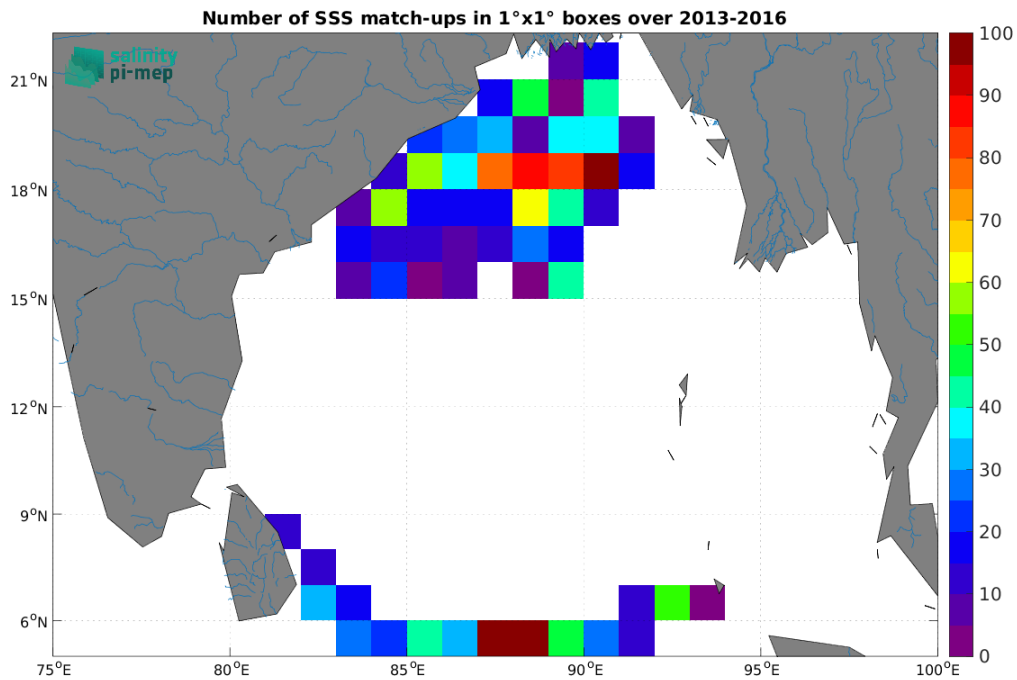 Number of SSS match-ups in 1°x1° boxes over 2013-2016
salinity
pi-mep
21°N
18°N
15°N
12°N
9°N
6°N
75°E 80°E 85°E 90°E 95°E 100°E
100
90
80
70
60
50
40
30
20
10
0